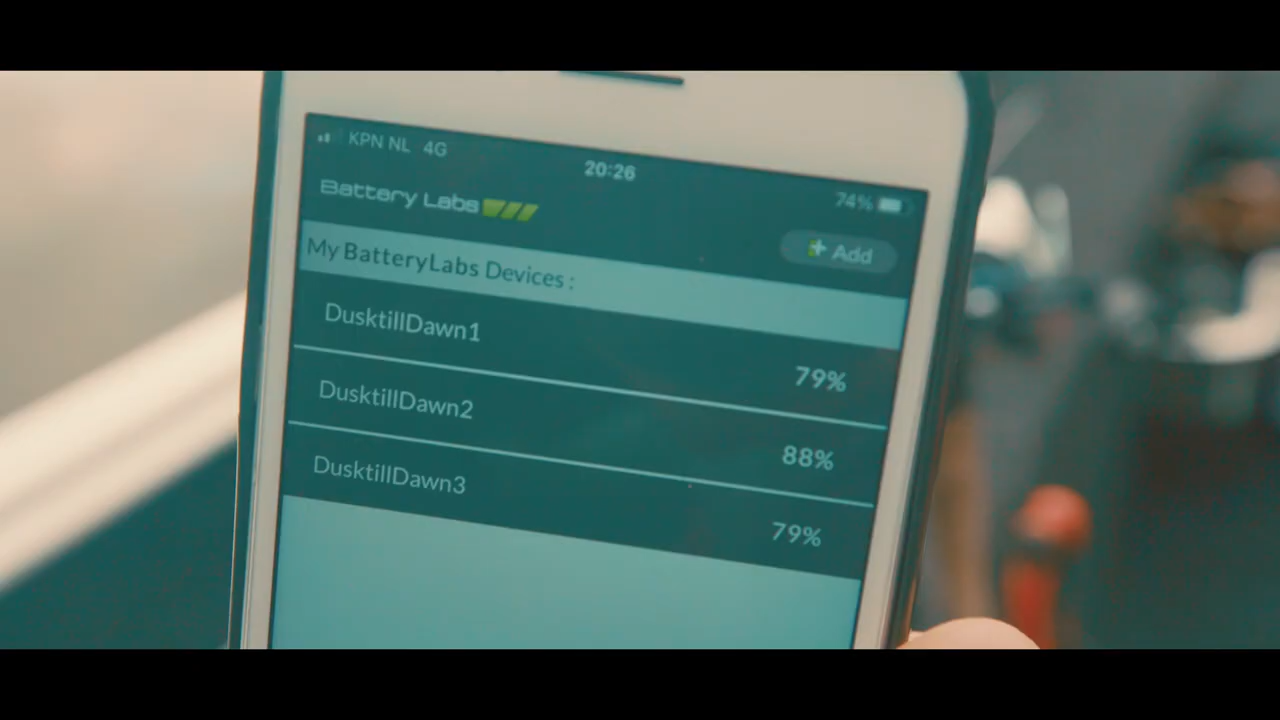 KPN NL 4G 20:26 74%
Battery Labs
+ Add
My BatteryLabs Devices :
DusktillDawn1 79%
DusktillDawn2 88%
DusktillDawn3 79%